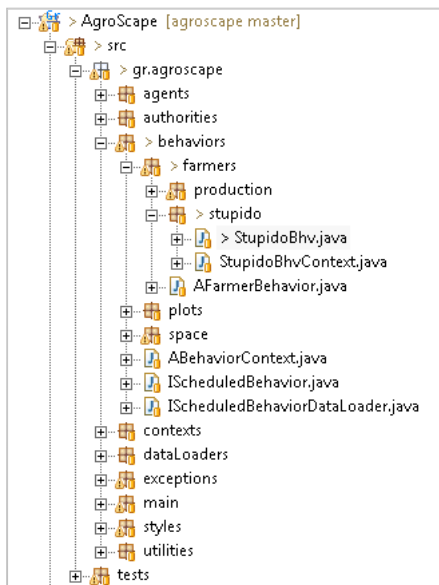 > AgroScape [agroscape master]
> src
> gr.agroscape
agents
authorities
> behaviors
> farmers
production
> stupido
> StupidoBhv.java
StupidoBhvContext.java
AFarmerBehavior.java
plots
space
ABehaviorContext.java
IScheduledBehavior.java
IScheduledBehaviorDataLoader.java
contexts
dataLoaders
exceptions
main
styles
utilities
tests